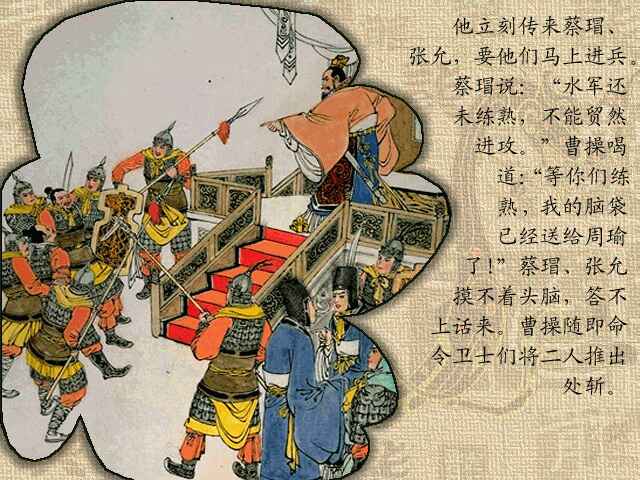 他立刻传来蔡瑁、
张允，要他们马上进兵。
蔡瑁说：“水军还
未练熟，不能贸然
进攻。”曹操喝
道：“等你们练
熟，我的脑袋
已经送给周瑜
了！”蔡瑁、张允
摸不着头脑，答不
上话来。曹操随即命
令卫士们将二人推出
处斩。